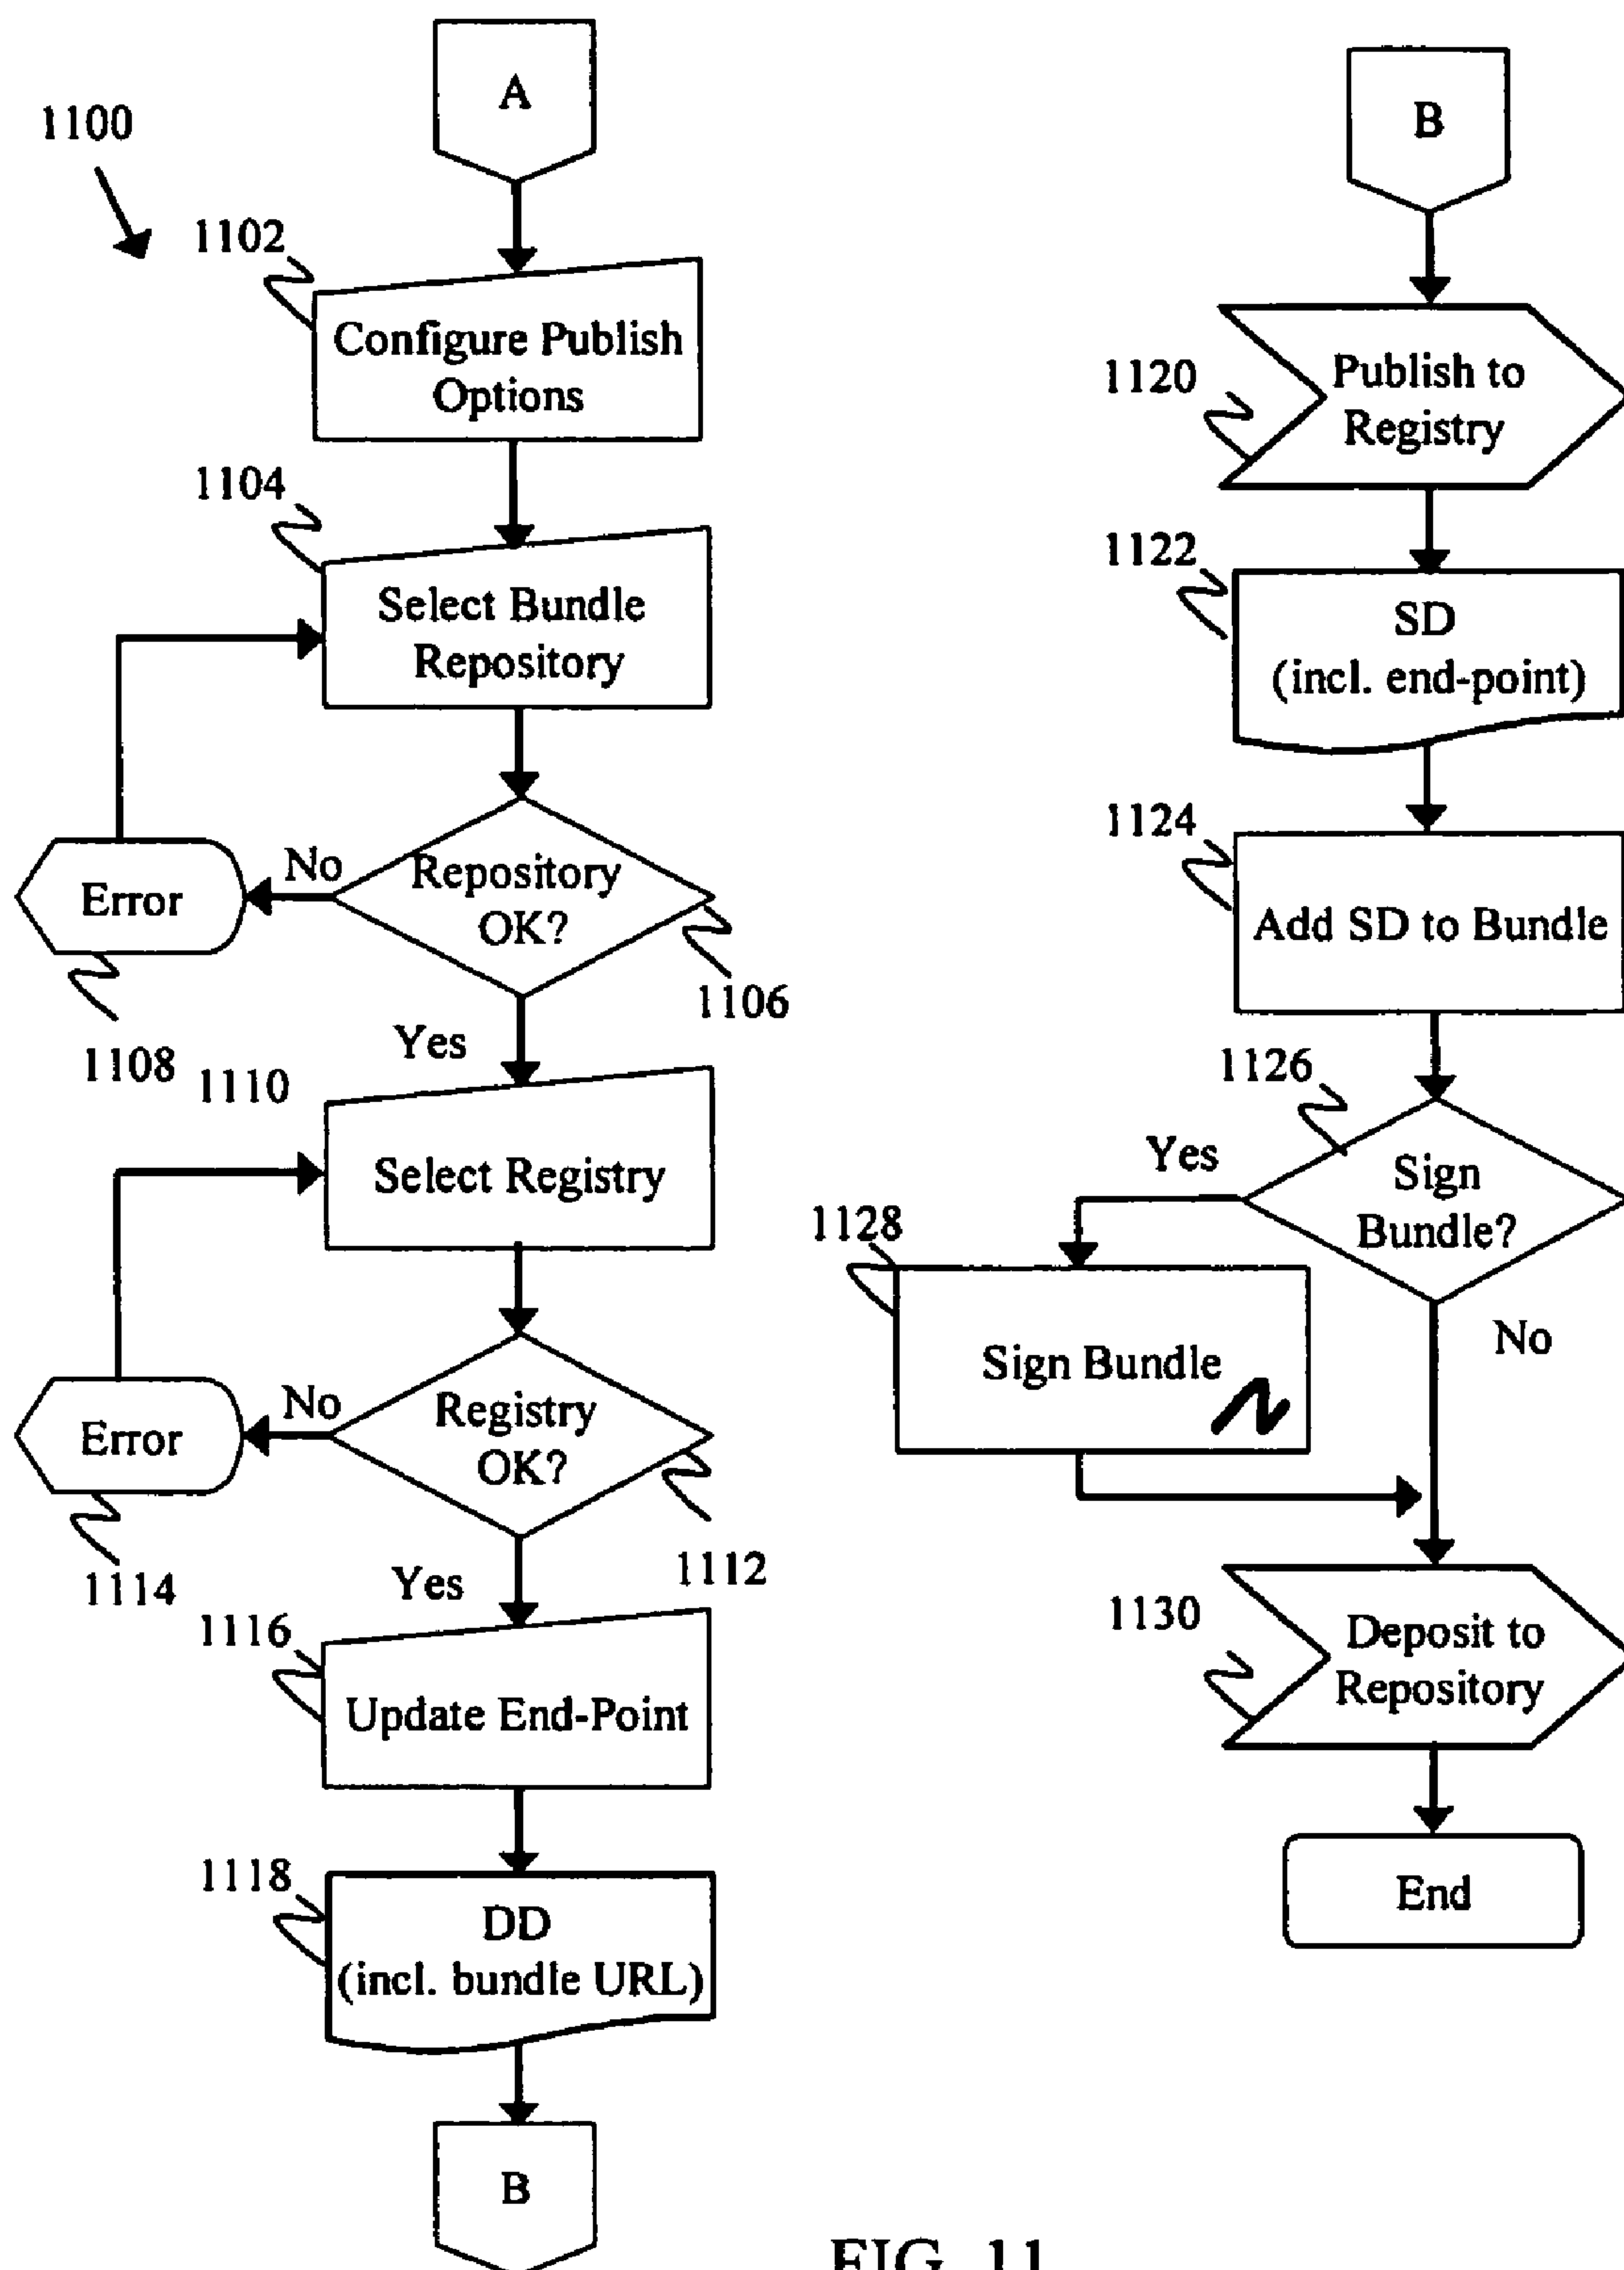 A
1100
1102
Configure Publish
Options
1104
Select Bundle
Repository
Error
No
Repository
OK?
1106
1108
Yes
1110
Select Registry
Error
No
Registry
OK?
1112
1114
Yes
1116
Update End-Point
1118
DD
(incl. bundle URL)
B
B
1120
Publish to
Registry
1122
SD
(incl. end-point)
1124
Add SD to Bundle
1126
Yes
Sign
Bundle?
No
1128
Sign Bundle
1130
Deposit to
Repository
End
FIG. 11